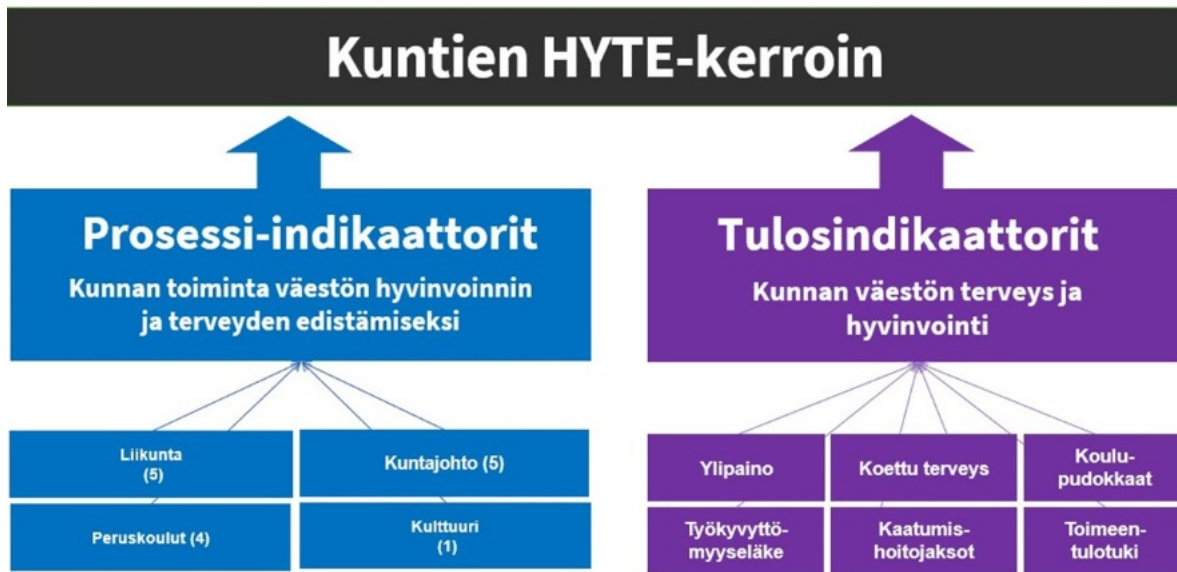 Kuntien HYTE-kerroin
Prosessi-indikaattorit
Kunnan toiminta väestön hyvinvoinnin
ja terveyden edistämiseksi
Liikunta
(5)
Kuntajohto (5)
Peruskoulut (4)
Kulttuuri
(1)
Tulosindikaattorit
Kunnan väestön terveys ja
hyvinvointi
Ylipaino
Koettu terveys
Koulu-
pudokkaat
Työkyvyttö-
myyseläke
Kaatumis-
hoitojaksot
Toimeen-
tulotuki